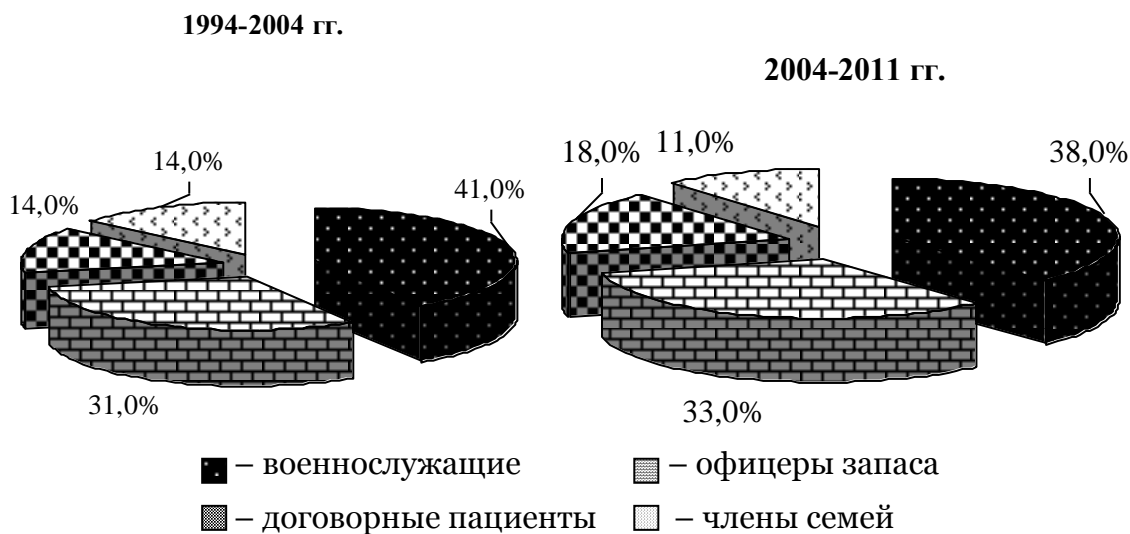 1994-2004 гг.
2004-2011 гг.
14,0%
14,0%
41,0%
31,0%
18,0%
11,0%
38,0%
33,0%
– военнослужащие
– офицеры запаса
– договорные пациенты
– члены семей